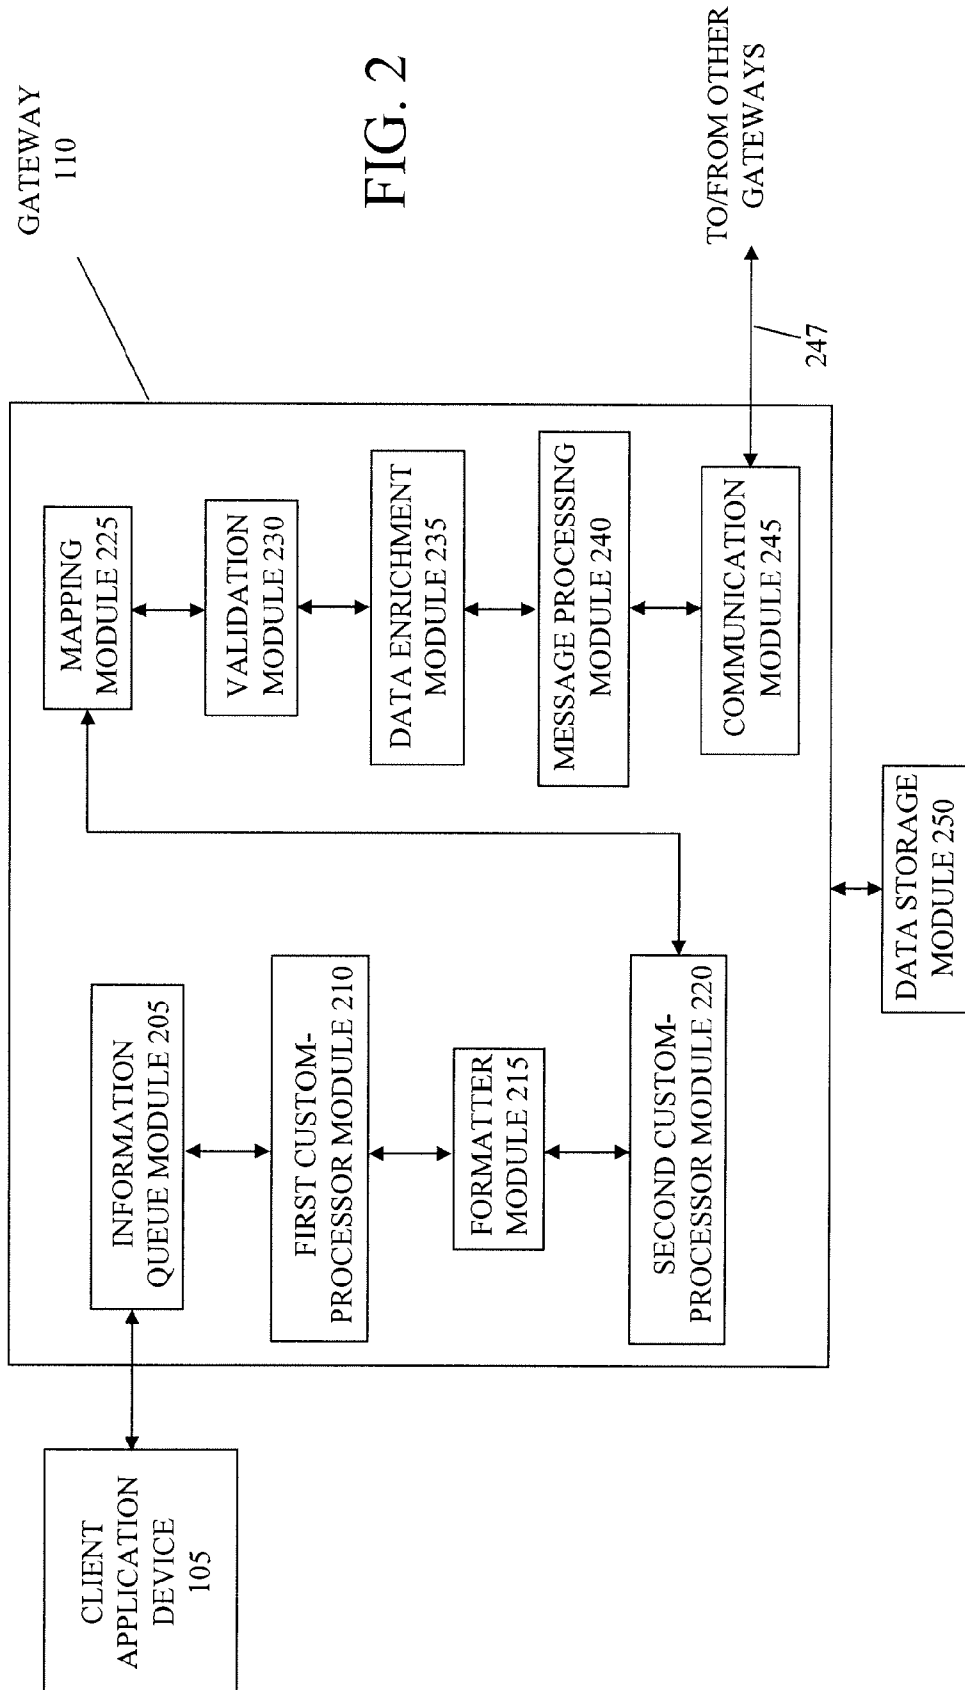 GATEWAY
110
FIG. 2
CLIENT
APPLICATION
DEVICE
105
INFORMATION
QUEUE MODULE 205
FIRST CUSTOM-
PROCESSOR MODULE 210
FORMATTER
MODULE 215
SECOND CUSTOM-
PROCESSOR MODULE 220
MAPPING
MODULE 225
VALIDATION
MODULE 230
DATA ENRICHMENT
MODULE 235
MESSAGE PROCESSING
MODULE 240
COMMUNICATION
MODULE 245
247
TO/FROM OTHER
GATEWAYS
DATA STORAGE
MODULE 250